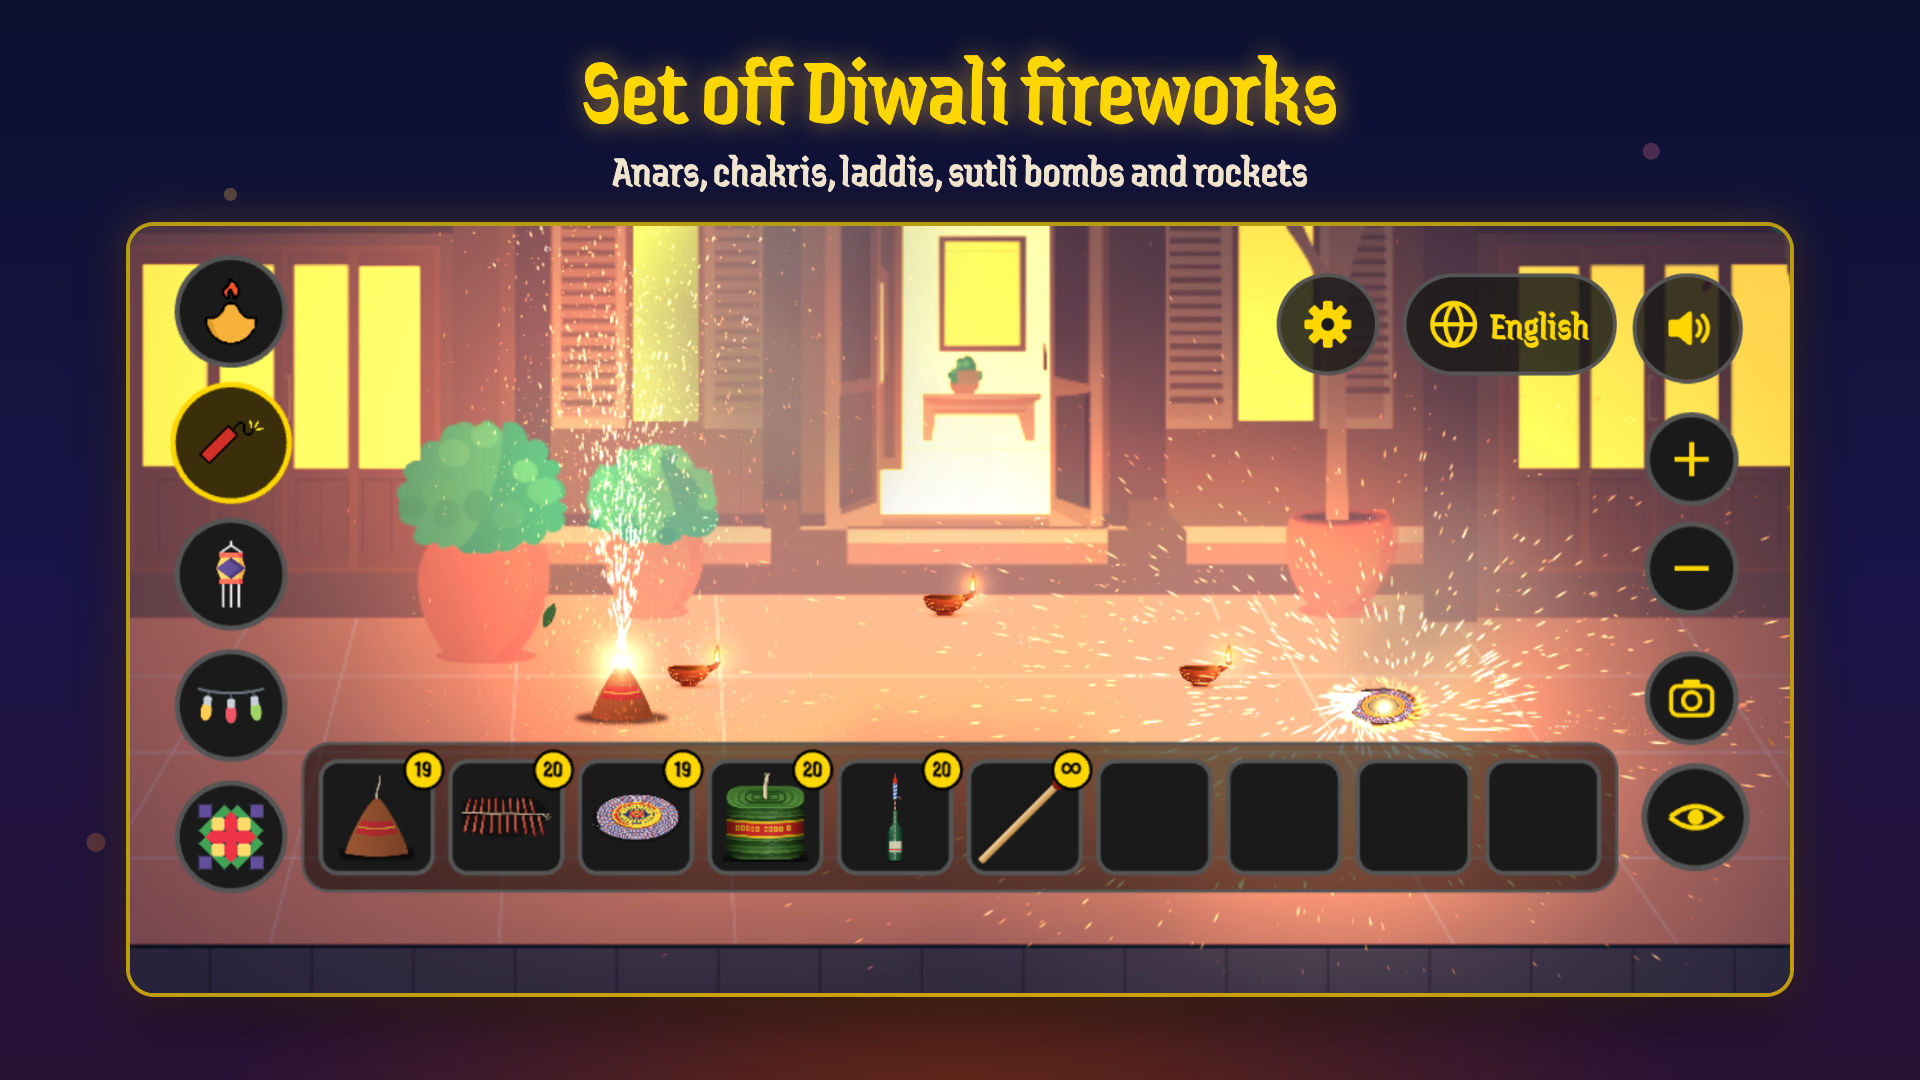 Set off Diwali fireworks
Anars, chakris, laddis, sutli bombs and rockets
English
19 20 19 20 20 ∞